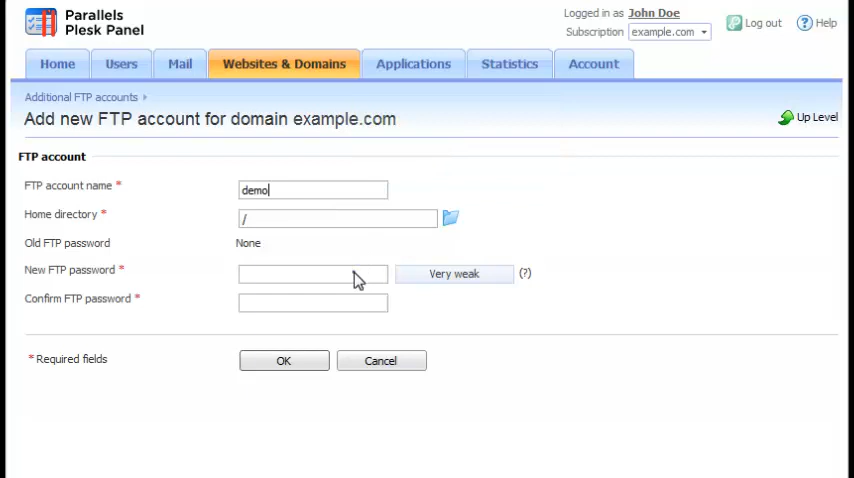 Parallels
Plesk Panel
Logged in as John Doe
Subscription example.com
Log out
Help
Home
Users
Mail
Websites & Domains
Applications
Statistics
Account
Additional FTP accounts
Add new FTP account for domain example.com
Up Level
FTP account
FTP account name *
demo
Home directory *
/
Old FTP password
None
New FTP password *
Very weak
(?)
Confirm FTP password *
* Required fields
OK
Cancel